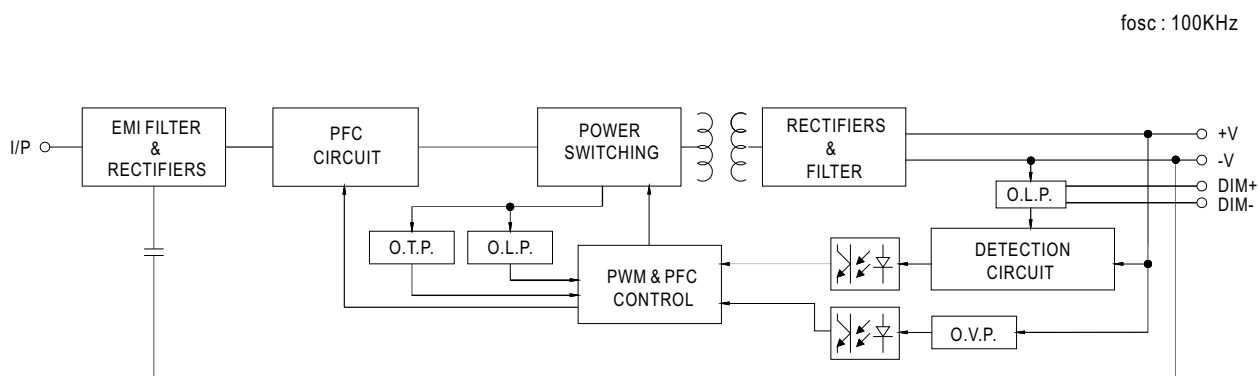 fosc : 100KHz
I/P
EMI FILTER
&
RECTIFIERS
PFC
CIRCUIT
POWER
SWITCHING
RECTIFIERS
&
FILTER
+V
-V
DIM+
DIM-
O.L.P.
O.T.P.
O.L.P.
PWM & PFC
CONTROL
DETECTION
CIRCUIT
O.V.P.